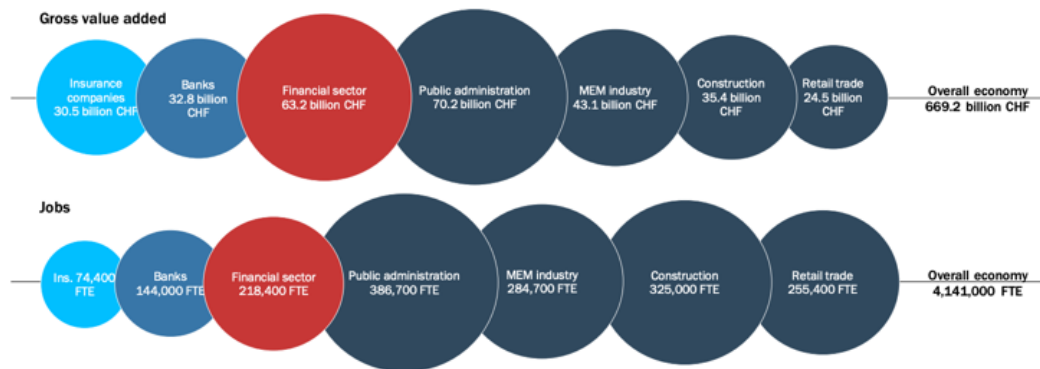 Gross value added
Insurance
companies
30.5 billion CHF
Banks
32.8 billion
CHF
Financial sector
63.2 billion CHF
Public administration
70.2 billion CHF
MEM industry
43.1 billion CHF
Construction
35.4 billion
CHF
Retail trade
24.5 billion
CHF
Overall economy
669.2 billion CHF
Jobs
Ins. 74,400
FTE
Banks
144,000 FTE
Financial sector
218,400 FTE
Public administration
386,700 FTE
MEM industry
284,700 FTE
Construction
325,000 FTE
Retail trade
255,400 FTE
Overall economy
4,141,000 FTE